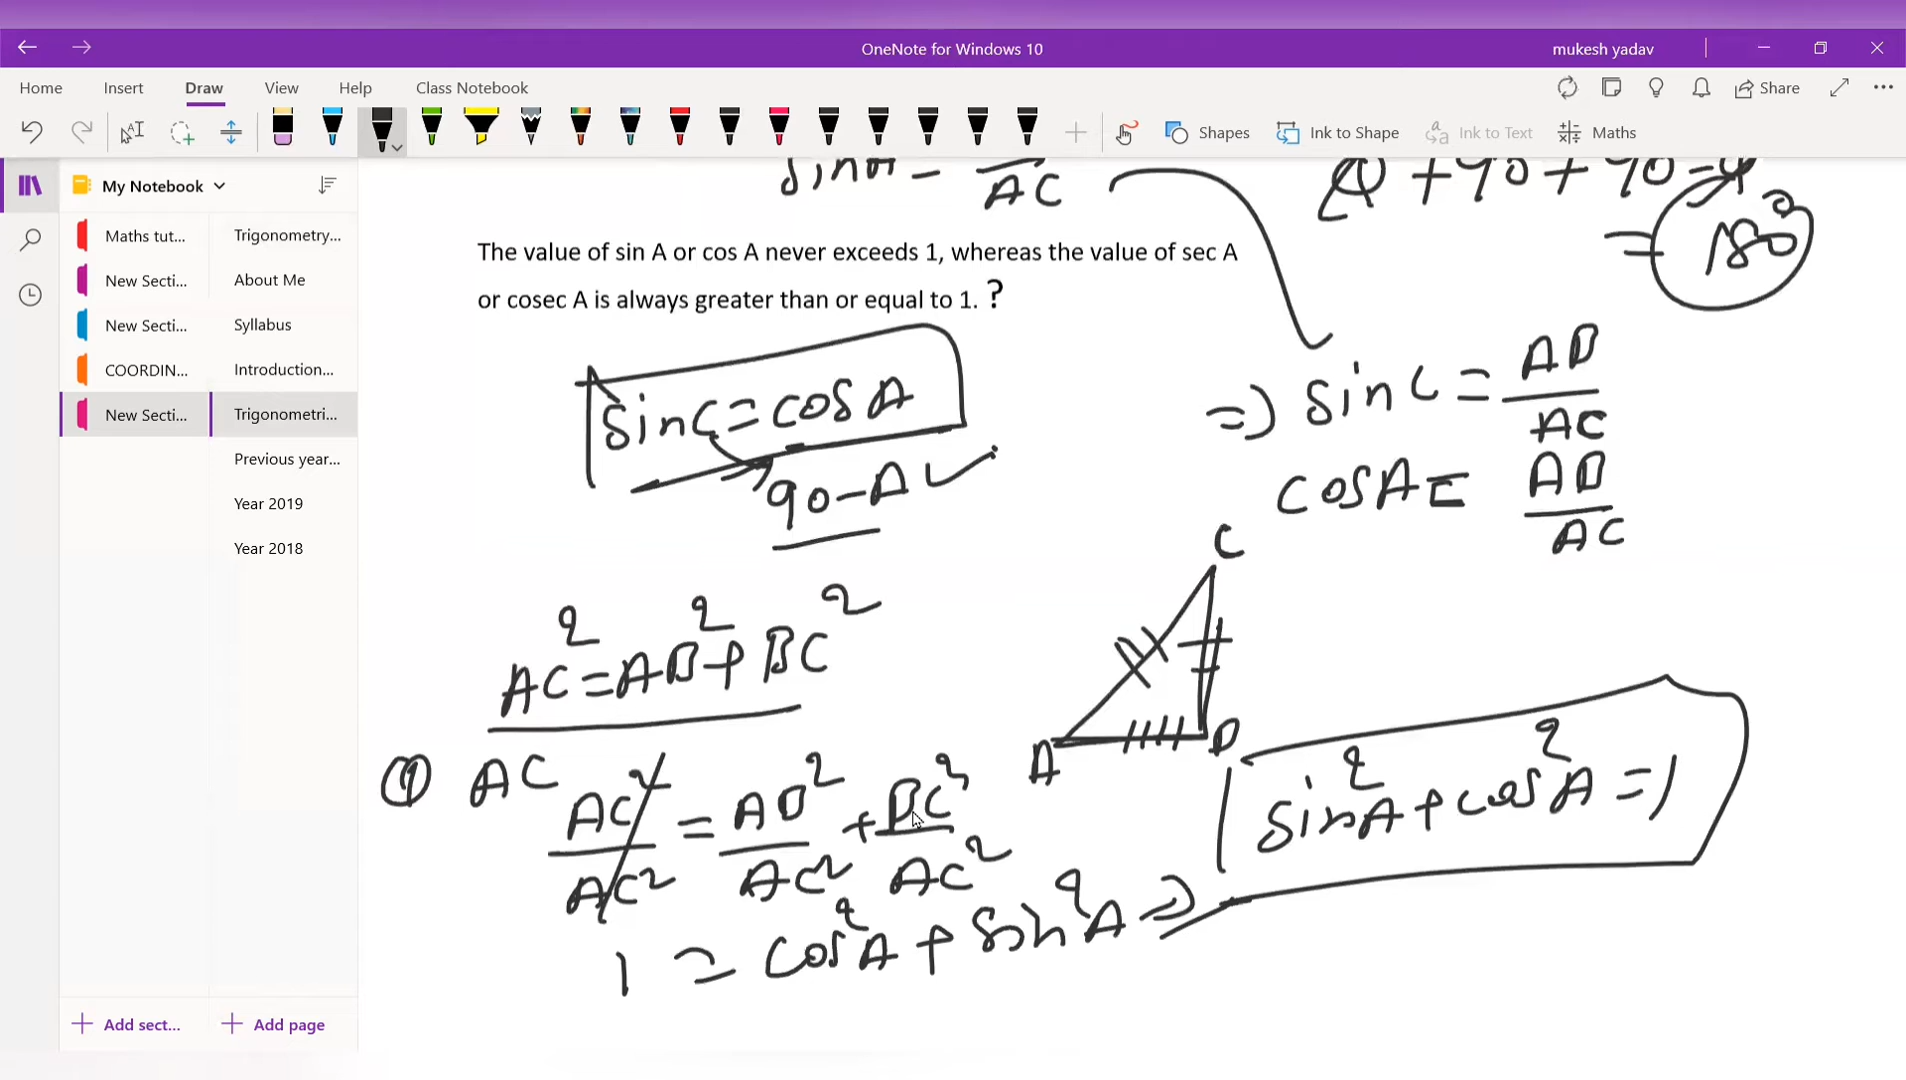 OneNote for Windows 10
mukesh yadav
Home Insert Draw View Help Class Notebook
Share
Shapes
Ink to Shape
Ink to Text
Maths
My Notebook
Maths tut...
New Secti...
New Secti...
COORDIN...
New Secti...
Trigonometry...
About Me
Syllabus
Introduction...
Trigonometri...
Previous year...
Year 2019
Year 2018
Add sect...
Add page
AC
+ 90 + 90 -
= 180°
The value of sin A or cos A never exceeds 1, whereas the value of sec A
or cosec A is always greater than or equal to 1. ?
sinC = cosA
90-A
=) sin C = AB/AC
cosA = AB/AC
AC² = AB² + BC²
C
A B
① AC
AC²/AC² = AB²/AC² + BC²/AC²
1 = cos²A + sin²A =>
sin²A + cos²A = 1